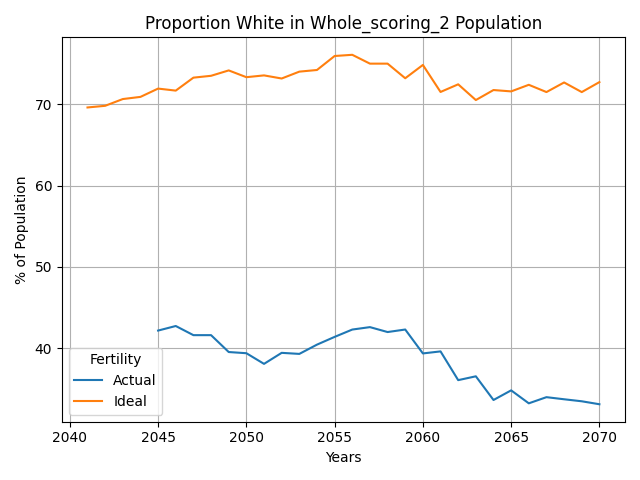 Proportion White in Whole_scoring_2 Population
% of Population
70
60
50
40
Fertility
Actual
Ideal
2040 2045 2050 2055 2060 2065 2070
Years